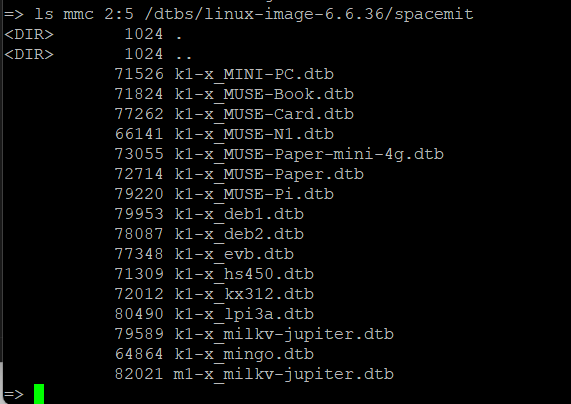 => ls mmc 2:5 /dtbs/linux-image-6.6.36/spacemit
<DIR>       1024 .
<DIR>       1024 ..
           71526 k1-x_MINI-PC.dtb
           71824 k1-x_MUSE-Book.dtb
           77262 k1-x_MUSE-Card.dtb
           66141 k1-x_MUSE-N1.dtb
           73055 k1-x_MUSE-Paper-mini-4g.dtb
           72714 k1-x_MUSE-Paper.dtb
           79220 k1-x_MUSE-Pi.dtb
           79953 k1-x_deb1.dtb
           78087 k1-x_deb2.dtb
           77348 k1-x_evb.dtb
           71309 k1-x_hs450.dtb
           72012 k1-x_kx312.dtb
           80490 k1-x_lpi3a.dtb
           79589 k1-x_milkv-jupiter.dtb
           64864 k1-x_mingo.dtb
           82021 m1-x_milkv-jupiter.dtb
=>